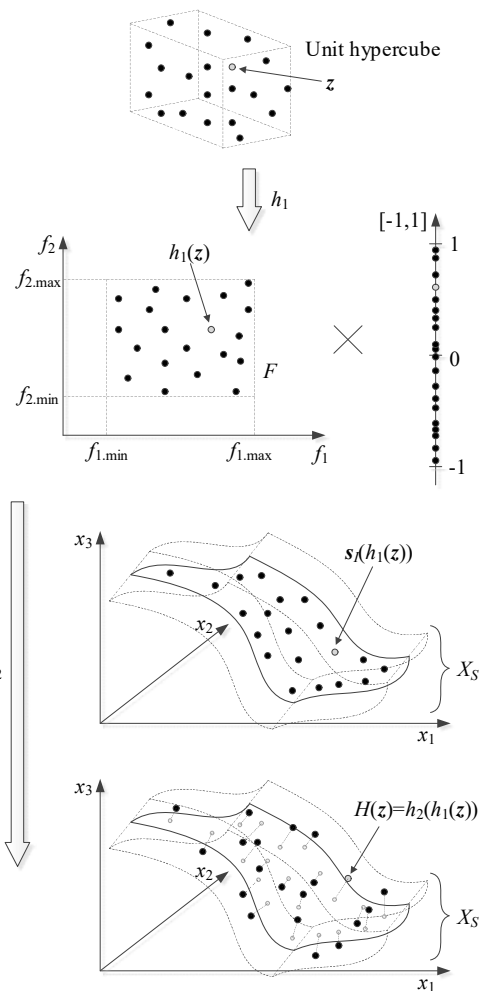 Unit hypercube
z
h1
f2
[-1,1]
1
h1(z)
f2.max
F
0
f2.min
f1.min
f1.max
f1
-1
x3
sI(h1(z))
x2
XS
2
x1
x3
H(z)=h2(h1(z))
x2
XS
x1